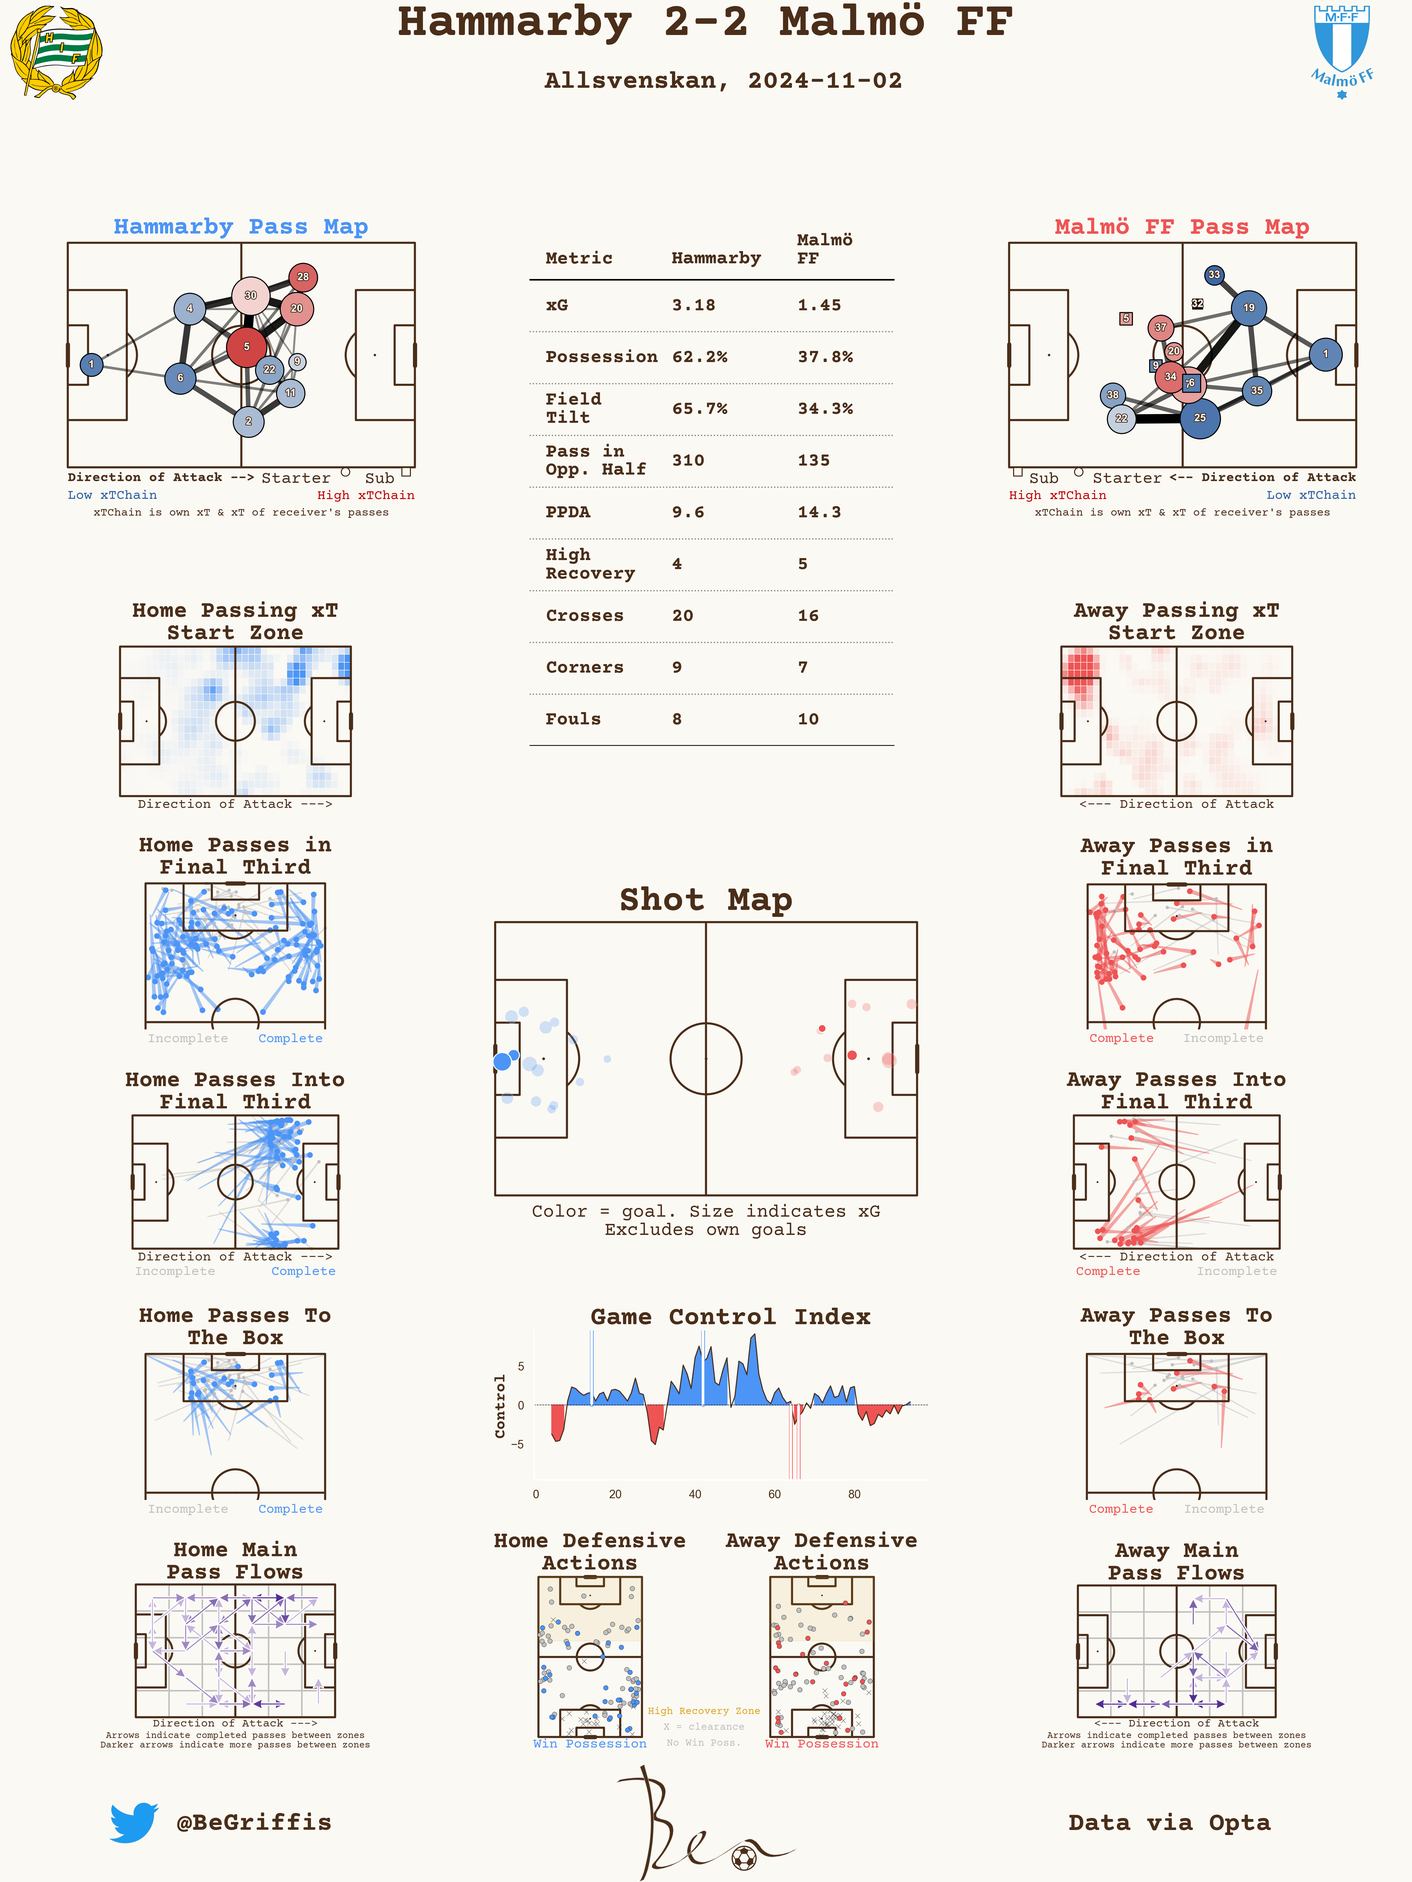 Hammarby 2-2 Malmö FF
Allsvenskan, 2024-11-02
H I F
M·F·F
Malmö FF
Hammarby Pass Map
28
30
20
4
5
1
6
9
22
11
2
Direction of Attack --> Starter Sub
Low xTChain High xTChain
xTChain is own xT & xT of receiver's passes
Metric Hammarby Malmö FF
xG 3.18 1.45
Possession 62.2% 37.8%
Field Tilt 65.7% 34.3%
Pass in Opp. Half 310 135
PPDA 9.6 14.3
High Recovery 4 5
Crosses 20 16
Corners 9 7
Fouls 8 10
Malmö FF Pass Map
33
32
19
5
37
20
1
9
34
6
38
35
22
25
Sub Starter <-- Direction of Attack
High xTChain Low xTChain
xTChain is own xT & xT of receiver's passes
Home Passing xT
Start Zone
Direction of Attack --->
Away Passing xT
Start Zone
<--- Direction of Attack
Home Passes in
Final Third
Incomplete Complete
Away Passes in
Final Third
Complete Incomplete
Shot Map
Color = goal. Size indicates xG
Excludes own goals
Home Passes Into
Final Third
Direction of Attack --->
Incomplete Complete
Away Passes Into
Final Third
<--- Direction of Attack
Complete Incomplete
Home Passes To
The Box
Incomplete Complete
Game Control Index
Control
5
0
−5
0 20 40 60 80
Away Passes To
The Box
Complete Incomplete
Home Main
Pass Flows
Direction of Attack --->
Arrows indicate completed passes between zones
Darker arrows indicate more passes between zones
Home Defensive
Actions
Win Possession
Away Defensive
Actions
Win Possession
High Recovery Zone
X = clearance
No Win Poss.
Away Main
Pass Flows
<--- Direction of Attack
Arrows indicate completed passes between zones
Darker arrows indicate more passes between zones
@BeGriffis
Ben
Data via Opta